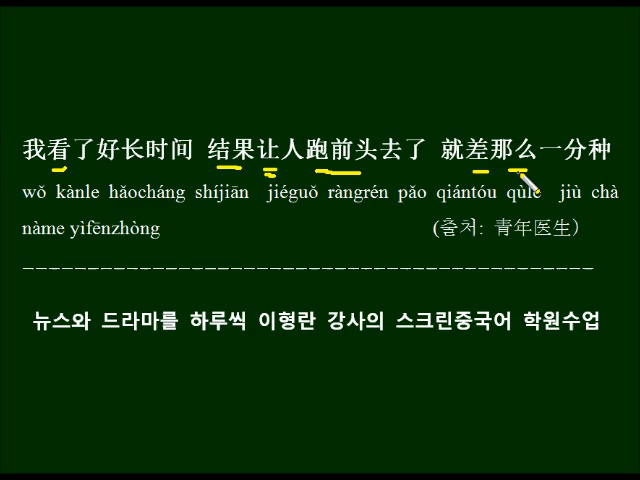 我看了好长时间 结果让人跑前头去了 就差那么一分种
wǒ kànle hǎocháng shíjiān jiéguǒ ràngrén pǎo qiántóu qùle jiù chà
nàme yìfēnzhòng (출처: 青年医生)
뉴스와 드라마를 하루씩 이형란 강사의 스크린중국어 학원수업